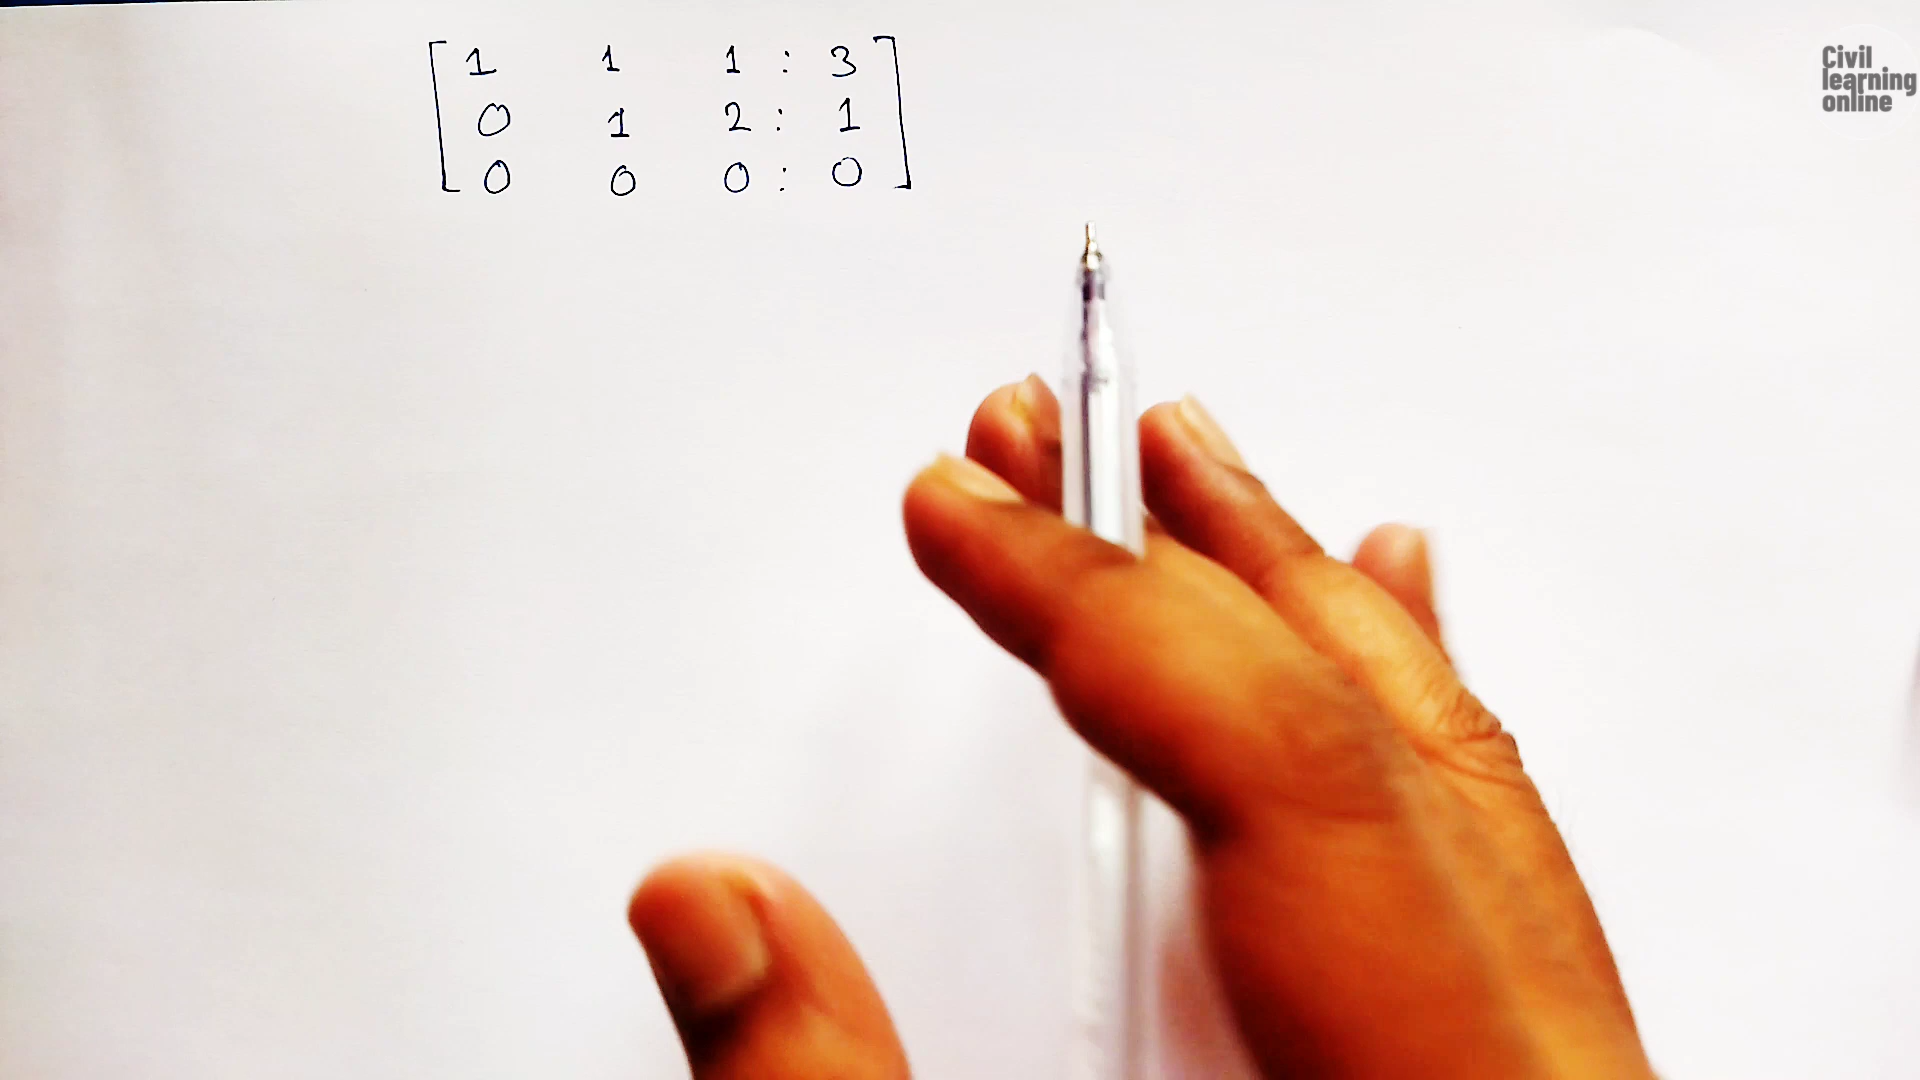 1 1 1 : 3
0 1 2 : 1
0 0 0 : 0
Civil
learning
online